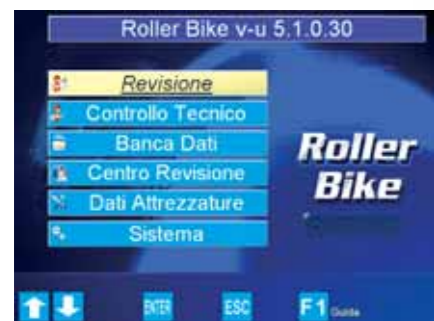 Roller Bike v-u 5.1.0.30
Revisione
Controllo Tecnico
Banca Dati
Centro Revisione
Dati Attrezzature
Sistema
Roller
Bike
ENTER ESC F1 Guida